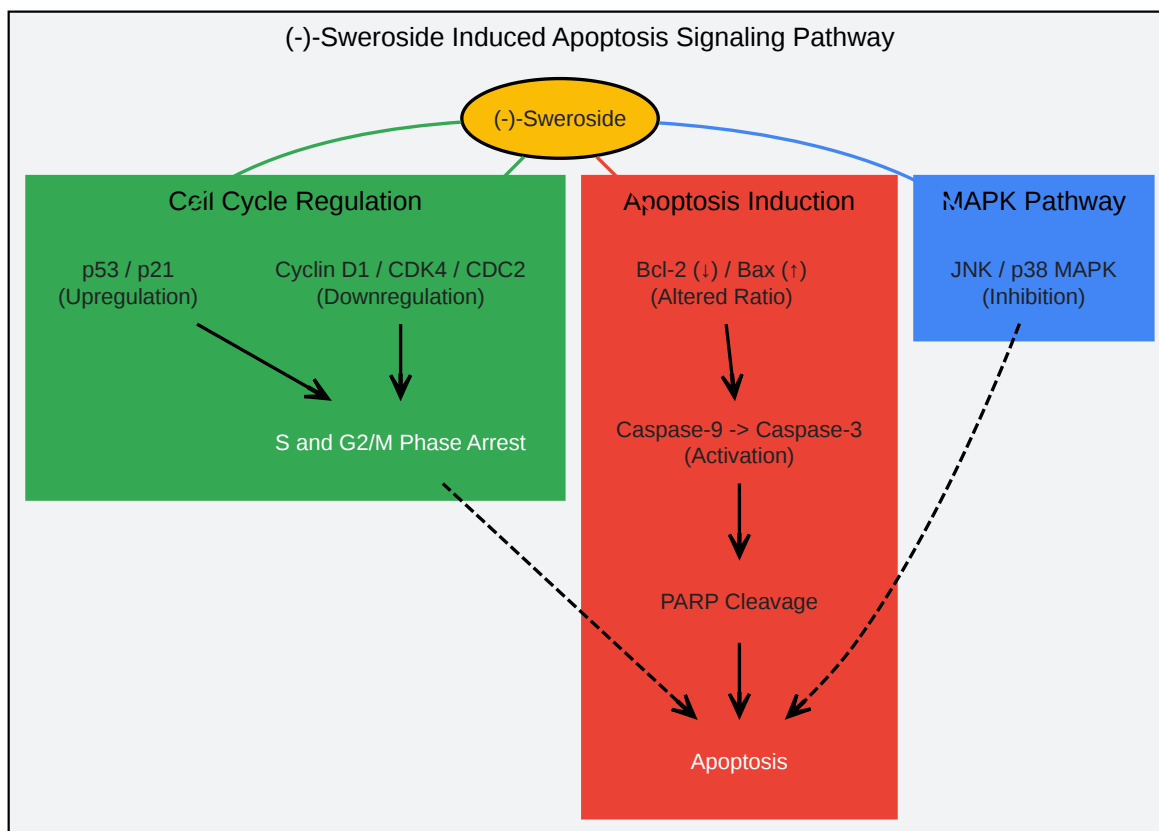 (-)-Sweroside Induced Apoptosis Signaling Pathway
(-)-Sweroside
Cell Cycle Regulation
p53 / p21
(Upregulation)
Cyclin D1 / CDK4 / CDC2
(Downregulation)
S and G2/M Phase Arrest
Apoptosis Induction
Bcl-2 (↓) / Bax (↑)
(Altered Ratio)
Caspase-9 -> Caspase-3
(Activation)
PARP Cleavage
Apoptosis
MAPK Pathway
JNK / p38 MAPK
(Inhibition)